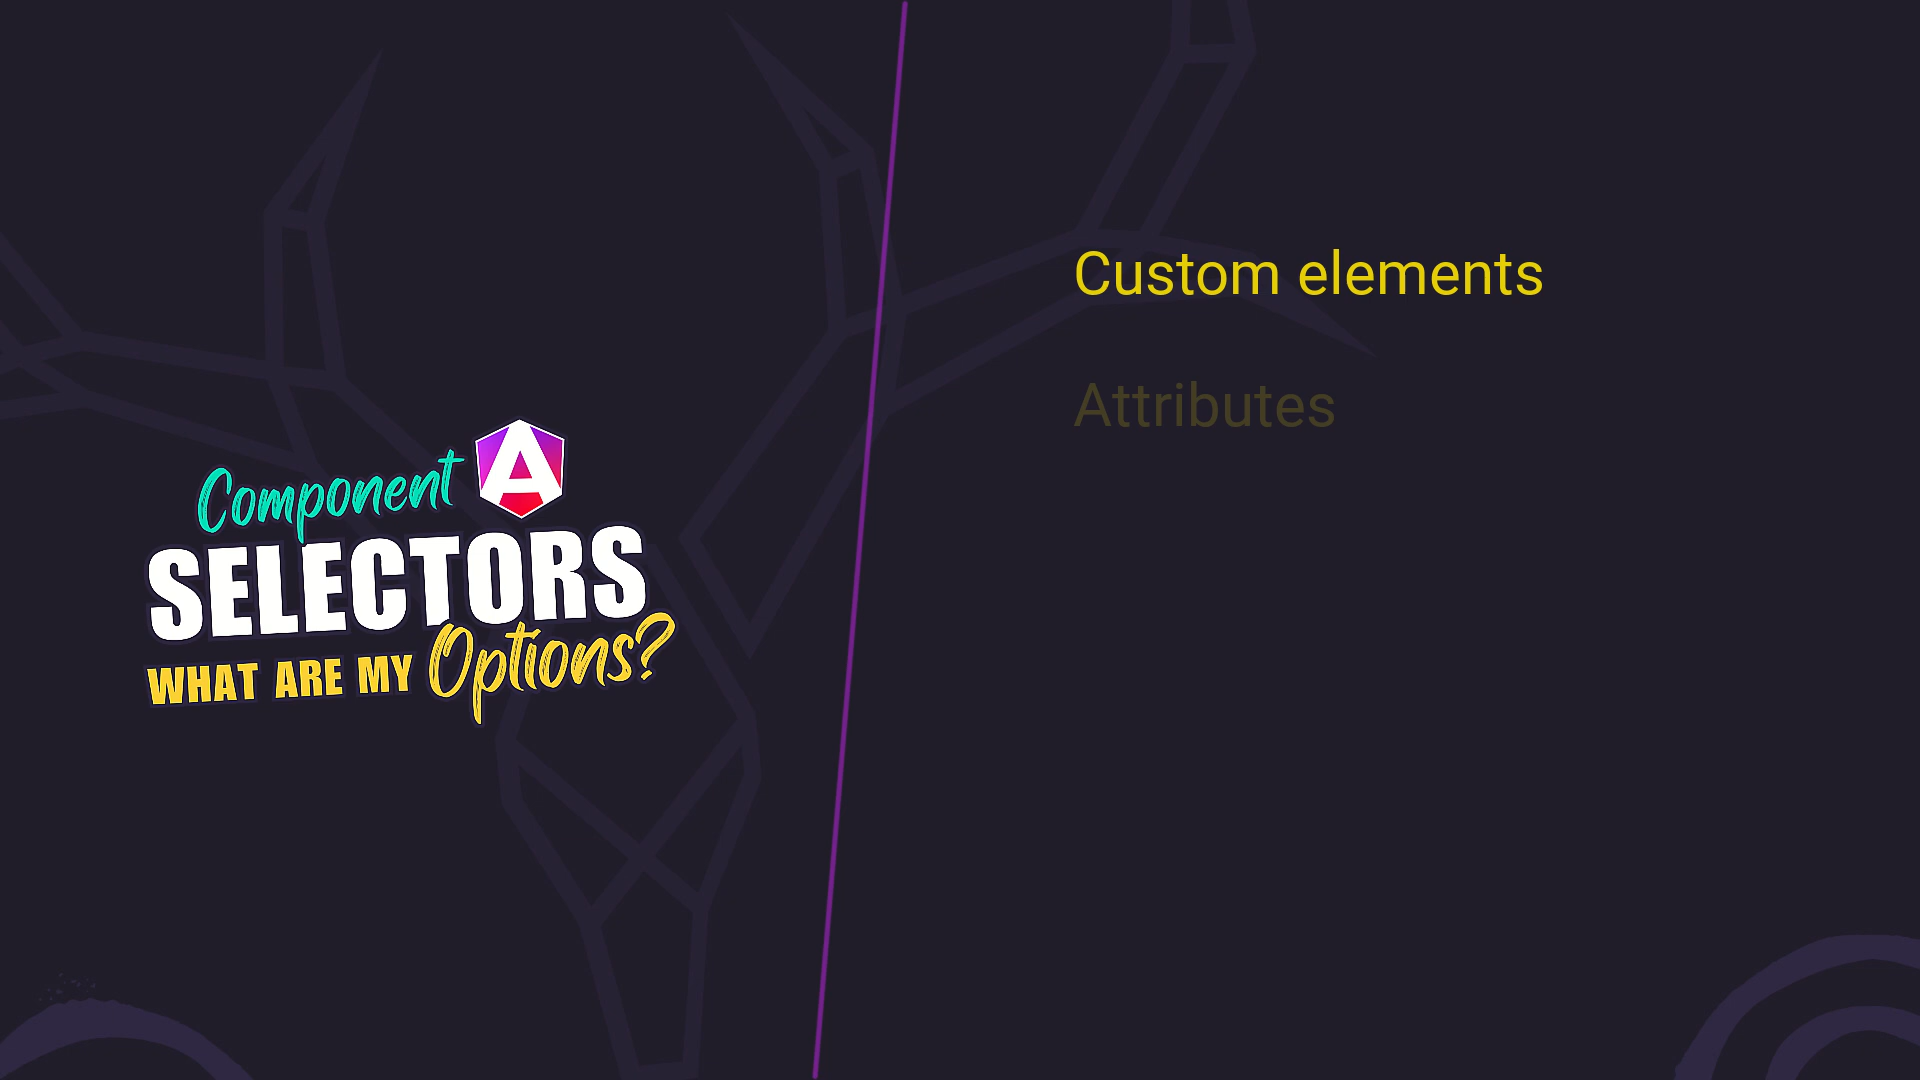 Component
SELECTORS
WHAT ARE MY Options?
Custom elements
Attributes